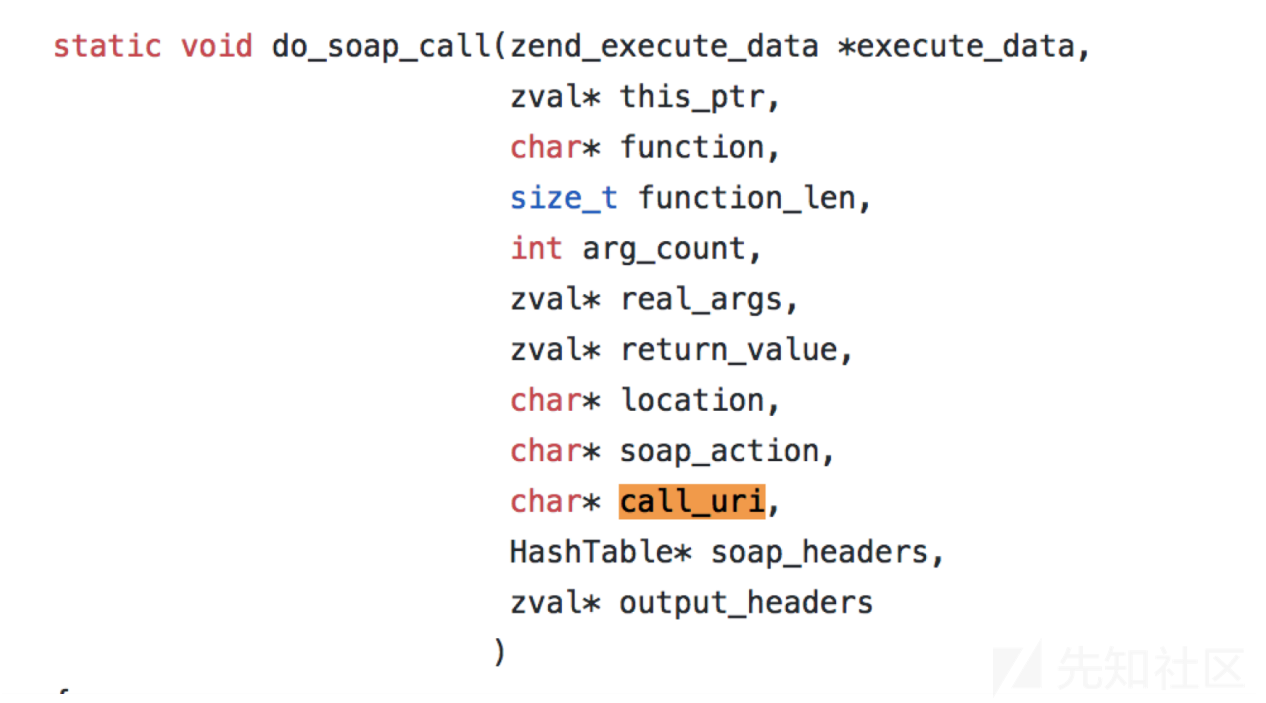 static void do_soap_call(zend_execute_data *execute_data,
zval* this_ptr,
char* function,
size_t function_len,
int arg_count,
zval* real_args,
zval* return_value,
char* location,
char* soap_action,
char* call_uri,
HashTable* soap_headers,
zval* output_headers
)
先知社区